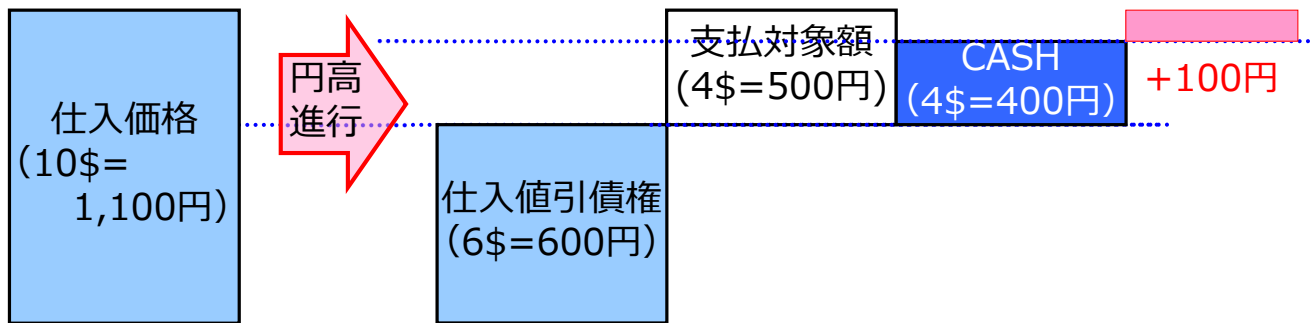 仕入価格
（10$=
1,100円）
円高
進行
仕入値引債権
（6$=600円）
支払対象額
（4$=500円）
CASH
（4$=400円）
+100円